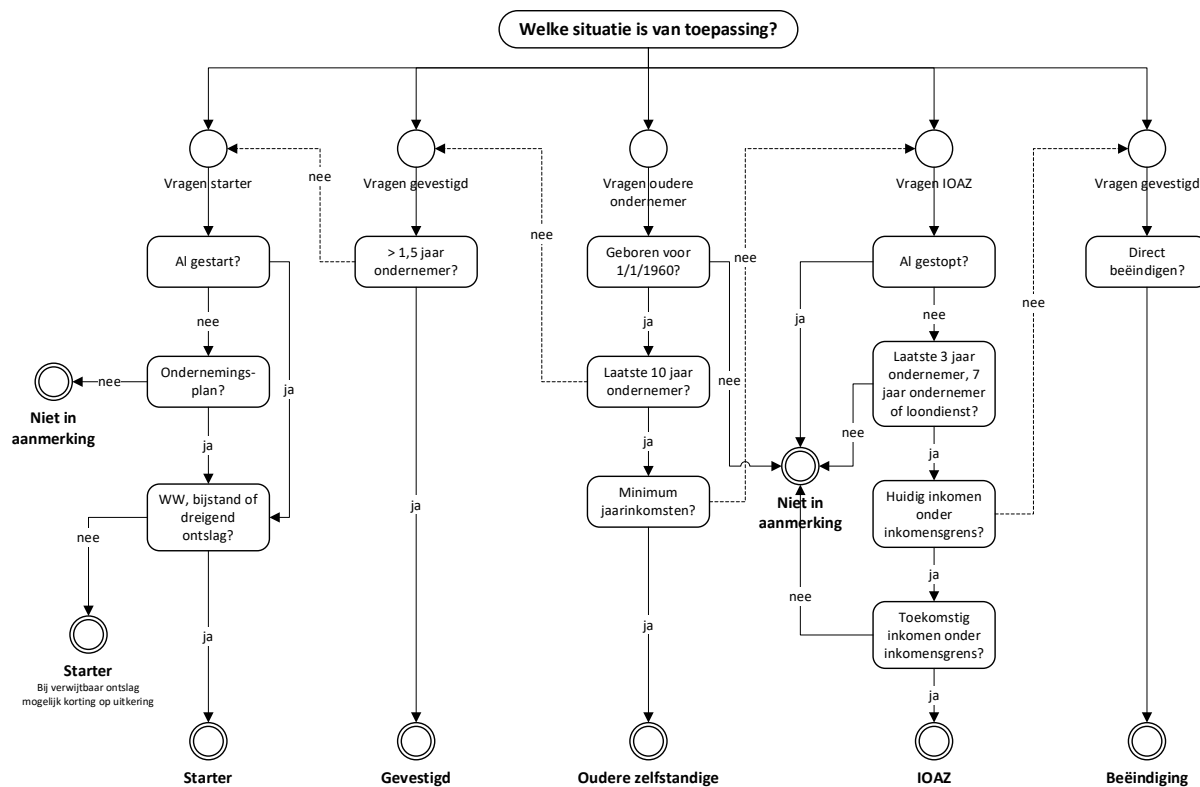 Welke situatie is van toepassing?
Vragen starter
nee
Vragen gevestigd
Vragen oudere
ondernemer
nee
Vragen IOAZ
Vragen gevestigd
Al gestart?
> 1,5 jaar
ondernemer?
Geboren voor
1/1/1960?
nee
Al gestopt?
nee
Direct
beëindigen?
nee
ja
ja
nee
Ondernemings-
plan?
nee
Niet in
aanmerking
ja
Laatste 10 jaar
ondernemer?
nee
Laatste 3 jaar
ondernemer, 7
jaar ondernemer
of loondienst?
nee
ja
ja
ja
WW, bijstand of
dreigend
ontslag?
nee
ja
Minimum
jaarinkomsten?
Niet in
aanmerking
Huidig inkomen
onder
inkomensgrens?
ja
nee
Toekomstig
inkomen onder
inkomensgrens?
ja
ja
Starter
Bij verwijtbaar ontslag
mogelijk korting op uitkering
ja
Starter
Gevestigd
Oudere zelfstandige
IOAZ
Beëindiging